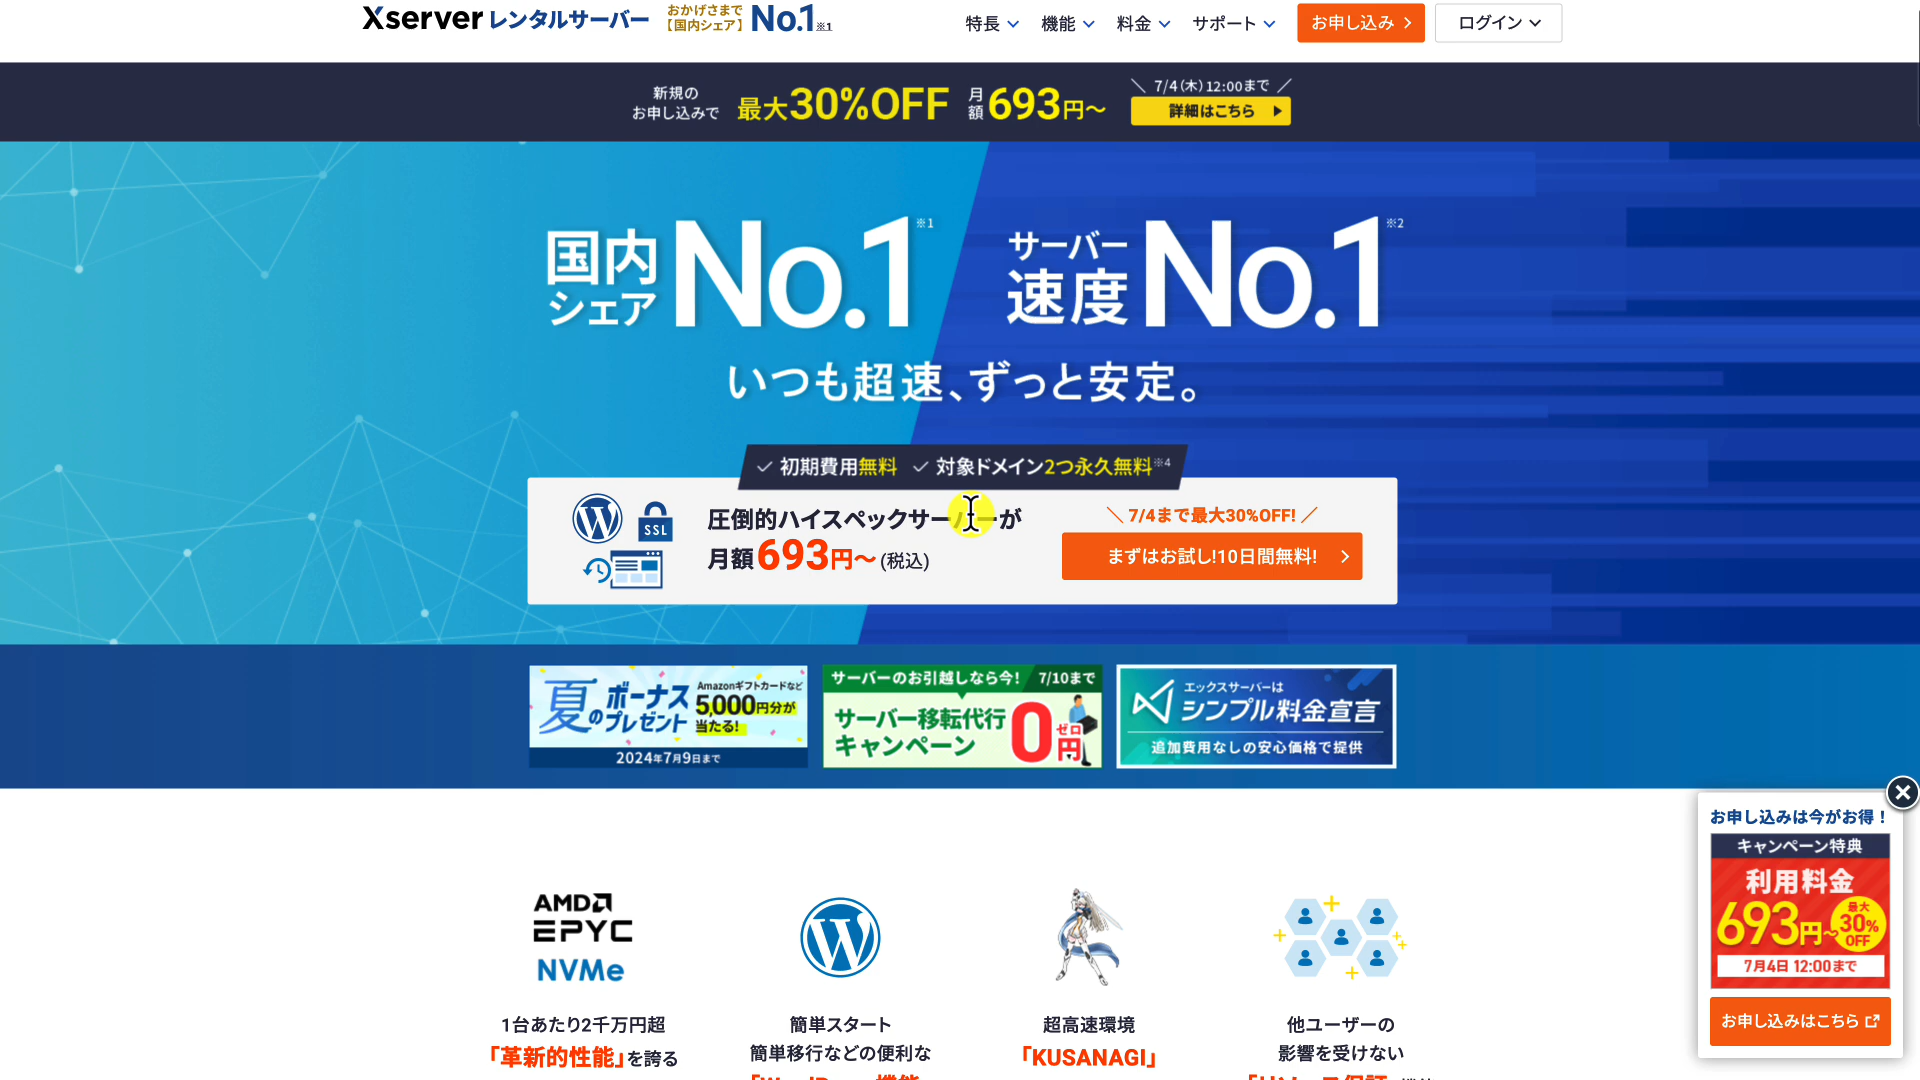 Xserver レンタルサーバー
おかげさまで
【国内シェア】
No.1 ※1
特長
機能
料金
サポート
お申し込み
ログイン
新規の
お申し込みで
最大30%OFF
月額693円～
7/4(木)12:00まで
詳細はこちら
国内
シェア
No.1 ※1
サーバー
速度
No.1 ※2
いつも超速、ずっと安定。
初期費用無料 対象ドメイン2つ永久無料※4
SSL
圧倒的ハイスペックサーバーが
月額693円～(税込)
＼ 7/4まで最大30%OFF! ／
まずはお試し!10日間無料!
夏のボーナスプレゼント
Amazonギフトカードなど
5,000円分が
当たる!
2024年7月9日まで
サーバーのお引越しなら今! 7/10まで
サーバー移転代行
キャンペーン
0円
ゼロ
エックスサーバーは
シンプル料金宣言
追加費用なしの安心価格で提供
お申し込みは今がお得！
キャンペーン特典
利用料金
693円～
最大
30%
OFF
7月4日 12:00まで
お申し込みはこちら
AMD
EPYC
NVMe
1台あたり2千万円超
「革新的性能」を誇る
簡単スタート
簡単移行などの便利な
超高速環境
「KUSANAGI」
他ユーザーの
影響を受けない